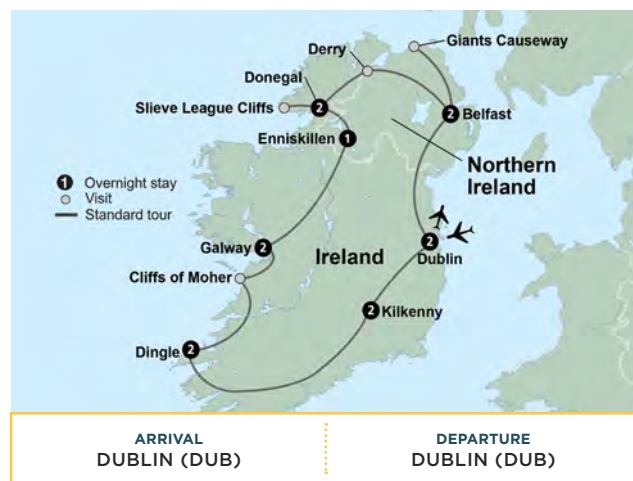 Giants Causeway
Derry
Donegal
2
Slieve League Cliffs
2
Belfast
Enniskillen
1
Northern
Ireland
1 Overnight stay
Visit
Standard tour
Galway
2
Ireland
2
Dublin
Cliffs of Moher
2
Kilkenny
Dingle
2
ARRIVAL
DUBLIN (DUB)
DEPARTURE
DUBLIN (DUB)